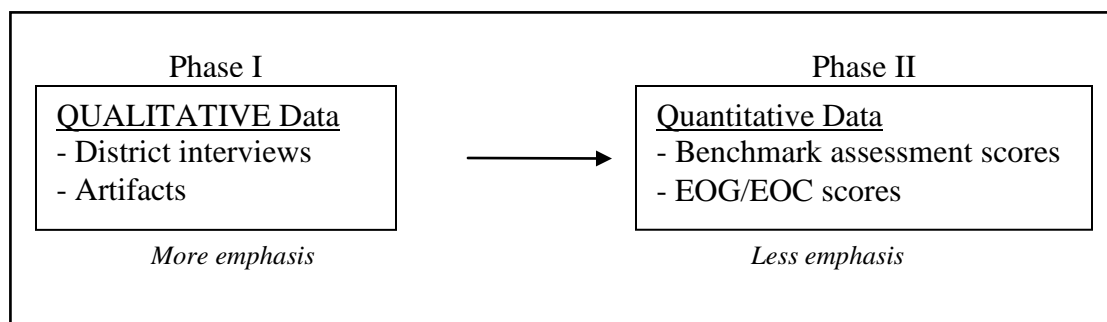 Phase I
QUALITATIVE Data
- District interviews
- Artifacts
More emphasis
Phase II
Quantitative Data
- Benchmark assessment scores
- EOG/EOC scores
Less emphasis